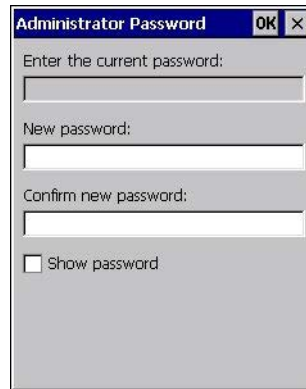 Administrator Password OK ×
Enter the current password:
New password:
Confirm new password:
Show password